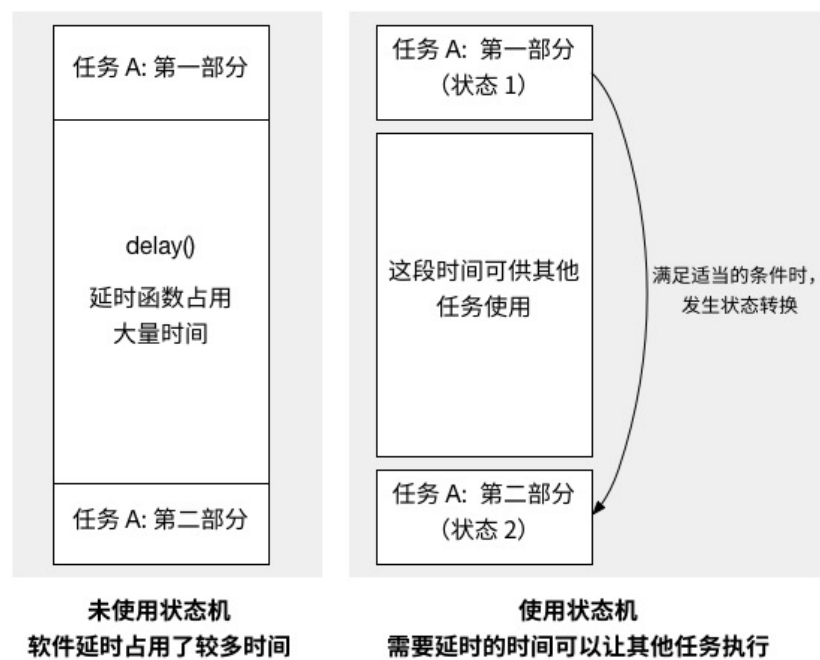 任务 A: 第一部分
delay()
延时函数占用
大量时间
任务 A: 第二部分
未使用状态机
软件延时占用了较多时间
任务 A: 第一部分
（状态 1）
这段时间可供其他
任务使用
满足适当的条件时，
发生状态转换
任务 A: 第二部分
（状态 2）
使用状态机
需要延时的时间可以让其他任务执行